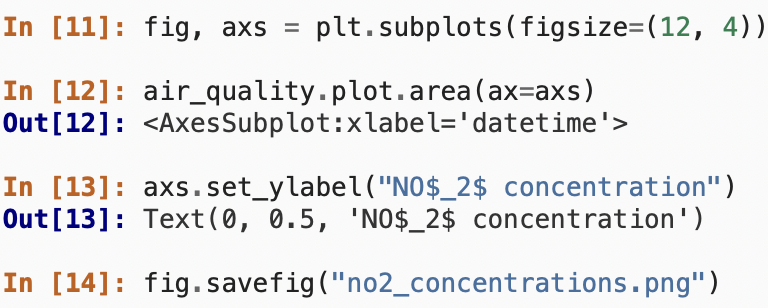 In [11]: fig, axs = plt.subplots(figsize=(12, 4))
In [12]: air_quality.plot.area(ax=axs)
Out[12]: <AxesSubplot:xlabel='datetime'>
In [13]: axs.set_ylabel("NO$_2$ concentration")
Out[13]: Text(0, 0.5, 'NO$_2$ concentration')
In [14]: fig.savefig("no2_concentrations.png")